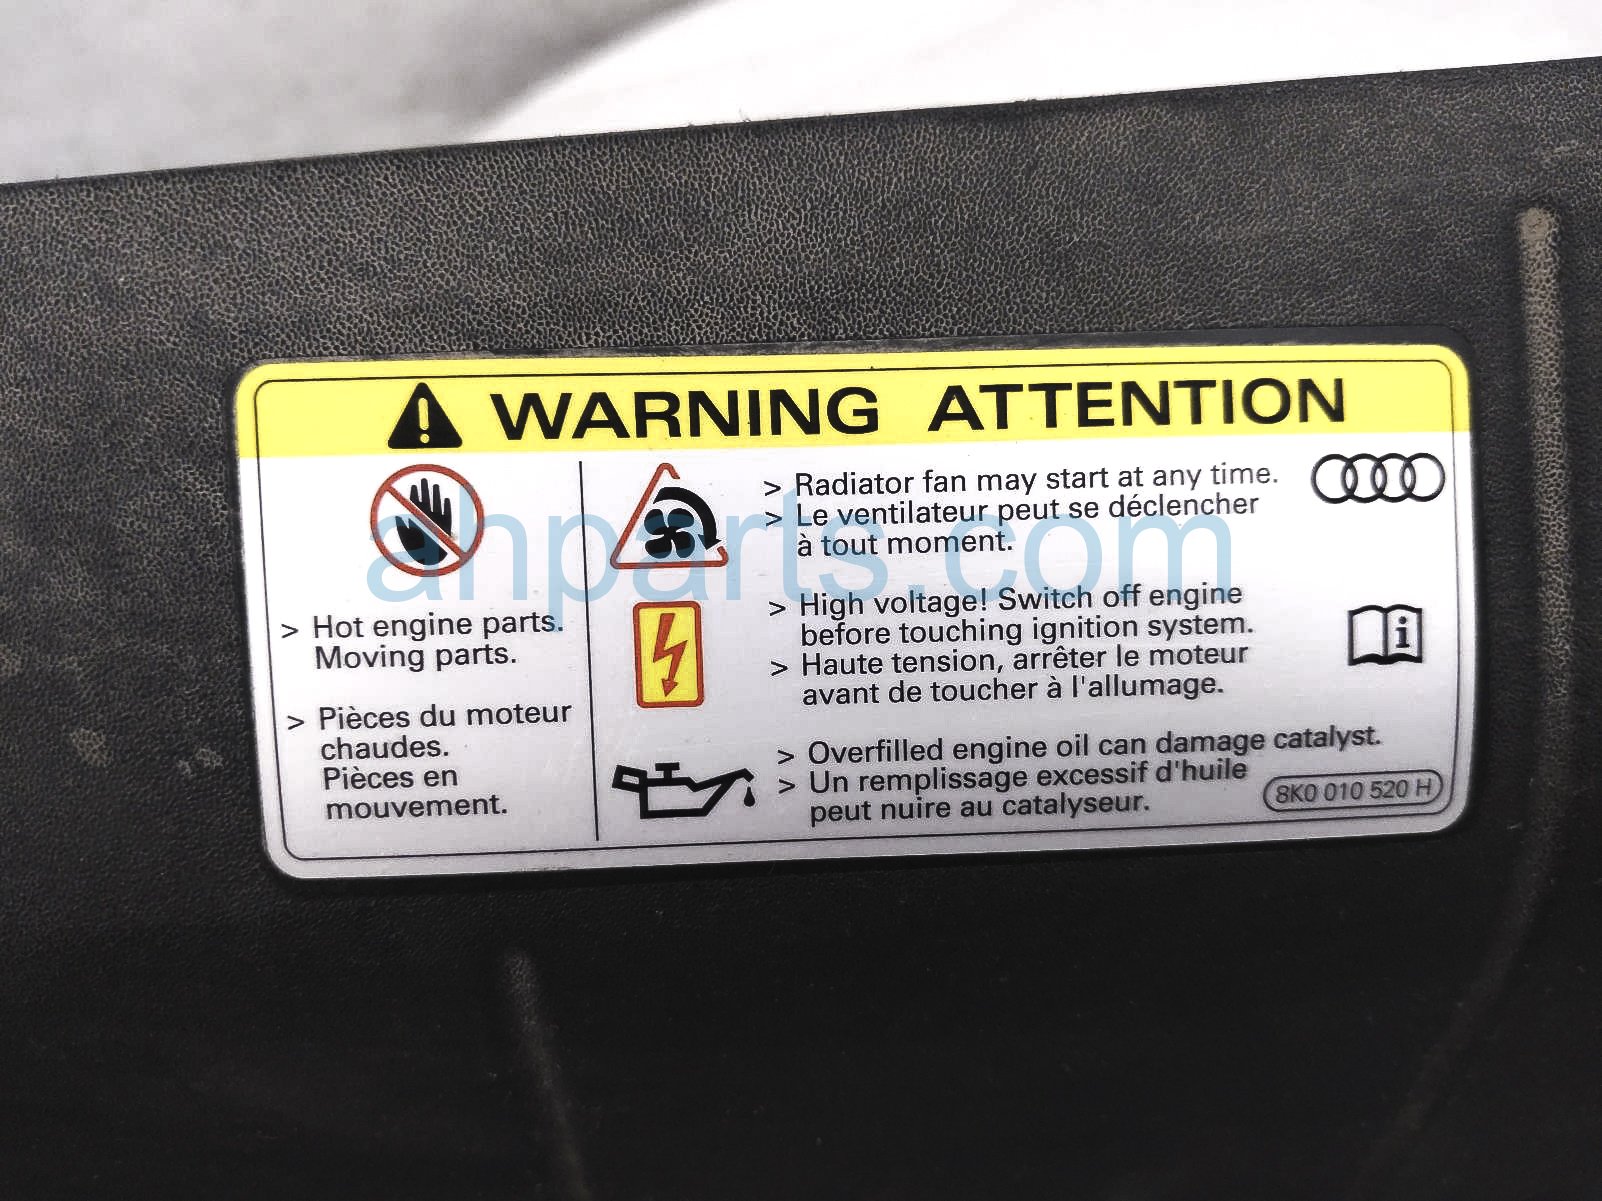 WARNING ATTENTION
> Hot engine parts.
Moving parts.
> Pièces du moteur
chaudes.
Pièces en
mouvement.
> Radiator fan may start at any time.
> Le ventilateur peut se déclencher
à tout moment.
> High voltage! Switch off engine
before touching ignition system.
> Haute tension, arrêter le moteur
avant de toucher à l'allumage.
> Overfilled engine oil can damage catalyst.
> Un remplissage excessif d'huile
peut nuire au catalyseur.
i
8K0 010 520 H
ahparts.com